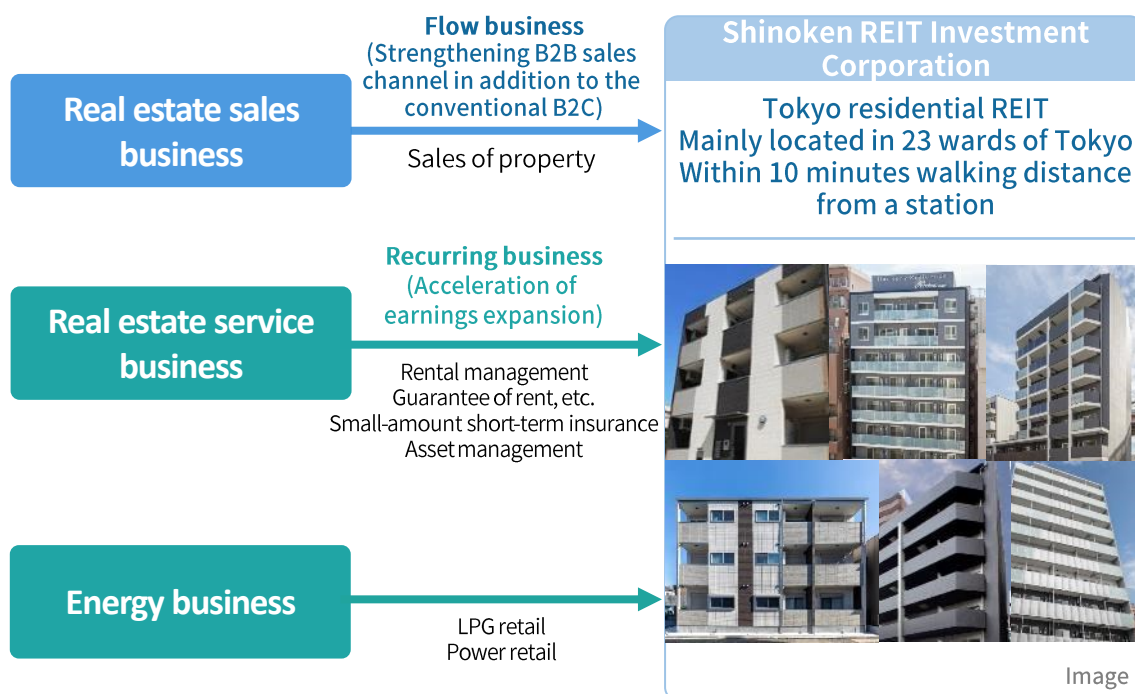 Flow business
(Strengthening B2B sales
channel in addition to the
conventional B2C)
Real estate sales
business
Sales of property
Shinoken REIT Investment
Corporation
Tokyo residential REIT
Mainly located in 23 wards of Tokyo
Within 10 minutes walking distance
from a station
Recurring business
(Acceleration of
earnings expansion)
Real estate service
business
Rental management
Guarantee of rent, etc.
Small-amount short-term insurance
Asset management
Energy business
LPG retail
Power retail
Image